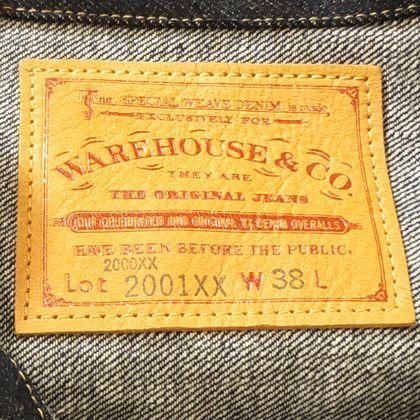 The SPECIAL WEAVE DENIM is made
EXCLUSIVELY FOR
WAREHOUSE & CO.
THEY ARE
THE ORIGINAL JEANS
OUR CELEBRATED AND ORIGINAL XX DENIM OVERALLS
HAVE BEEN BEFORE THE PUBLIC.
2000XX
Lot 2001XX W 38 L